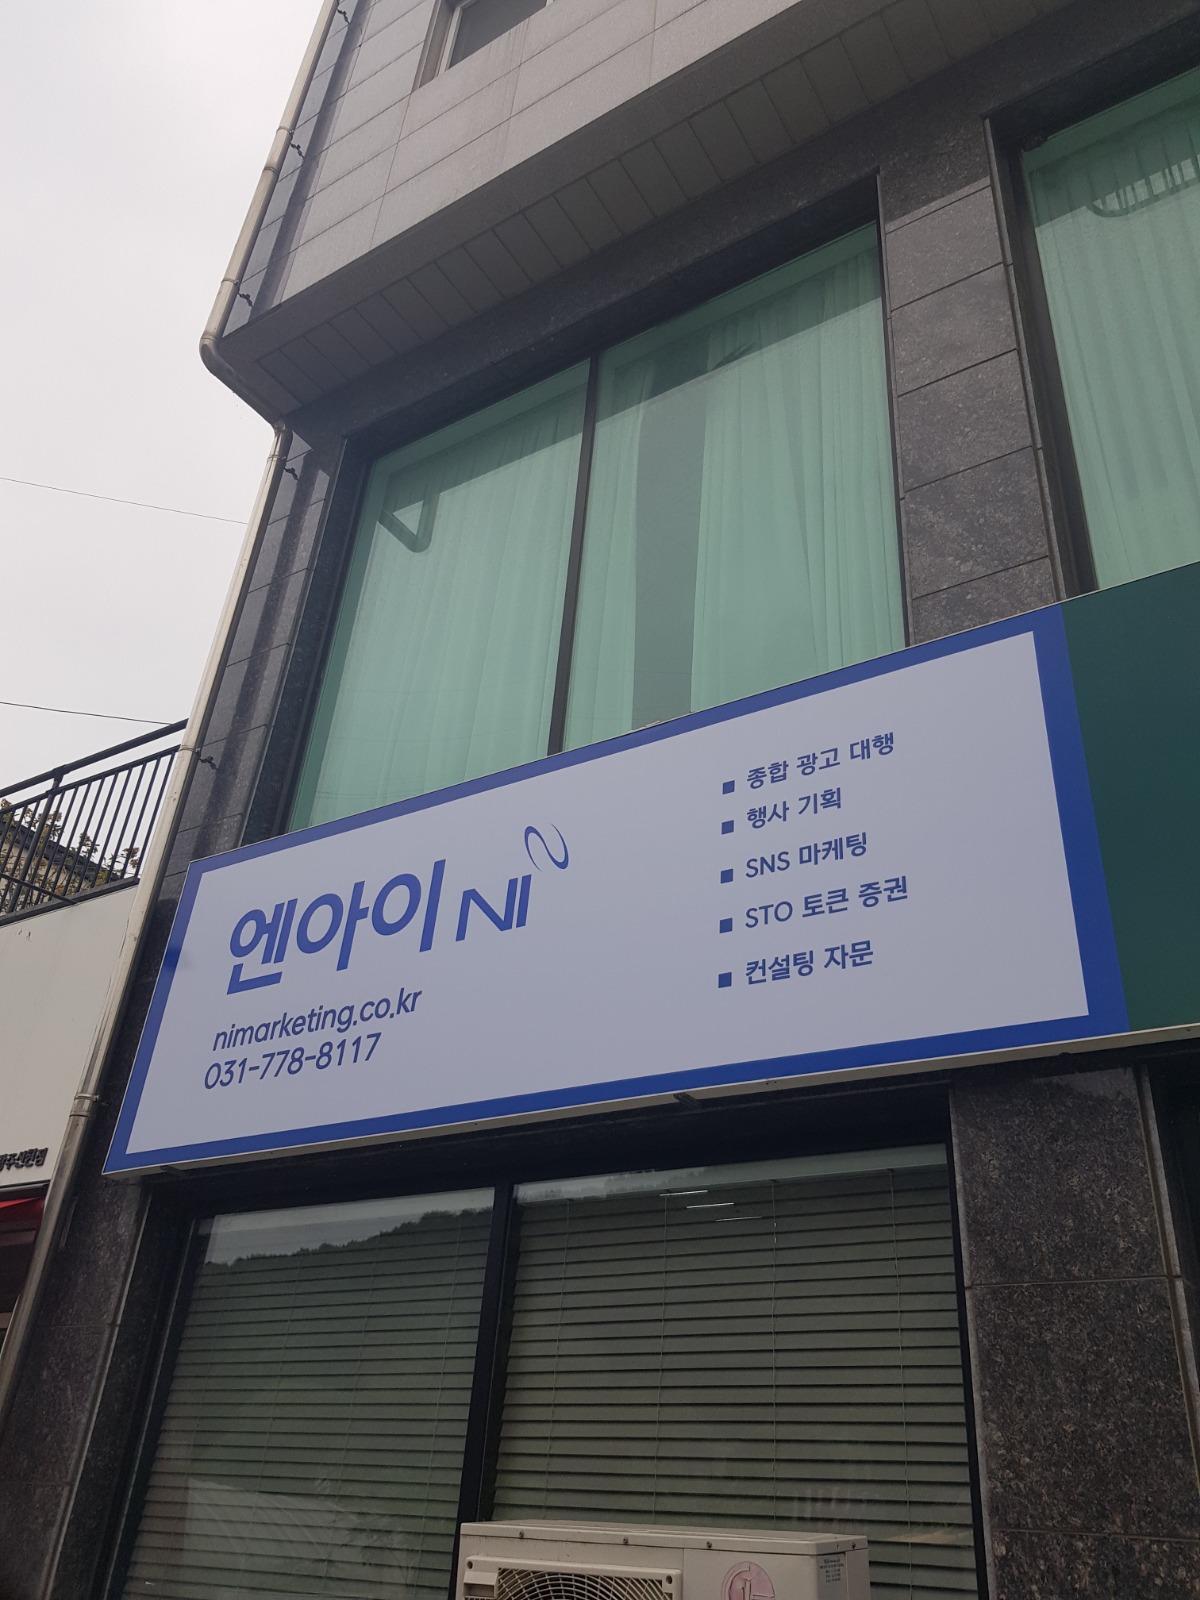 엔아이 NI
nimarketing.co.kr
031-778-8117
■ 종합 광고 대행
■ 행사 기획
■ SNS 마케팅
■ STO 토큰 증권
■ 컨설팅 자문